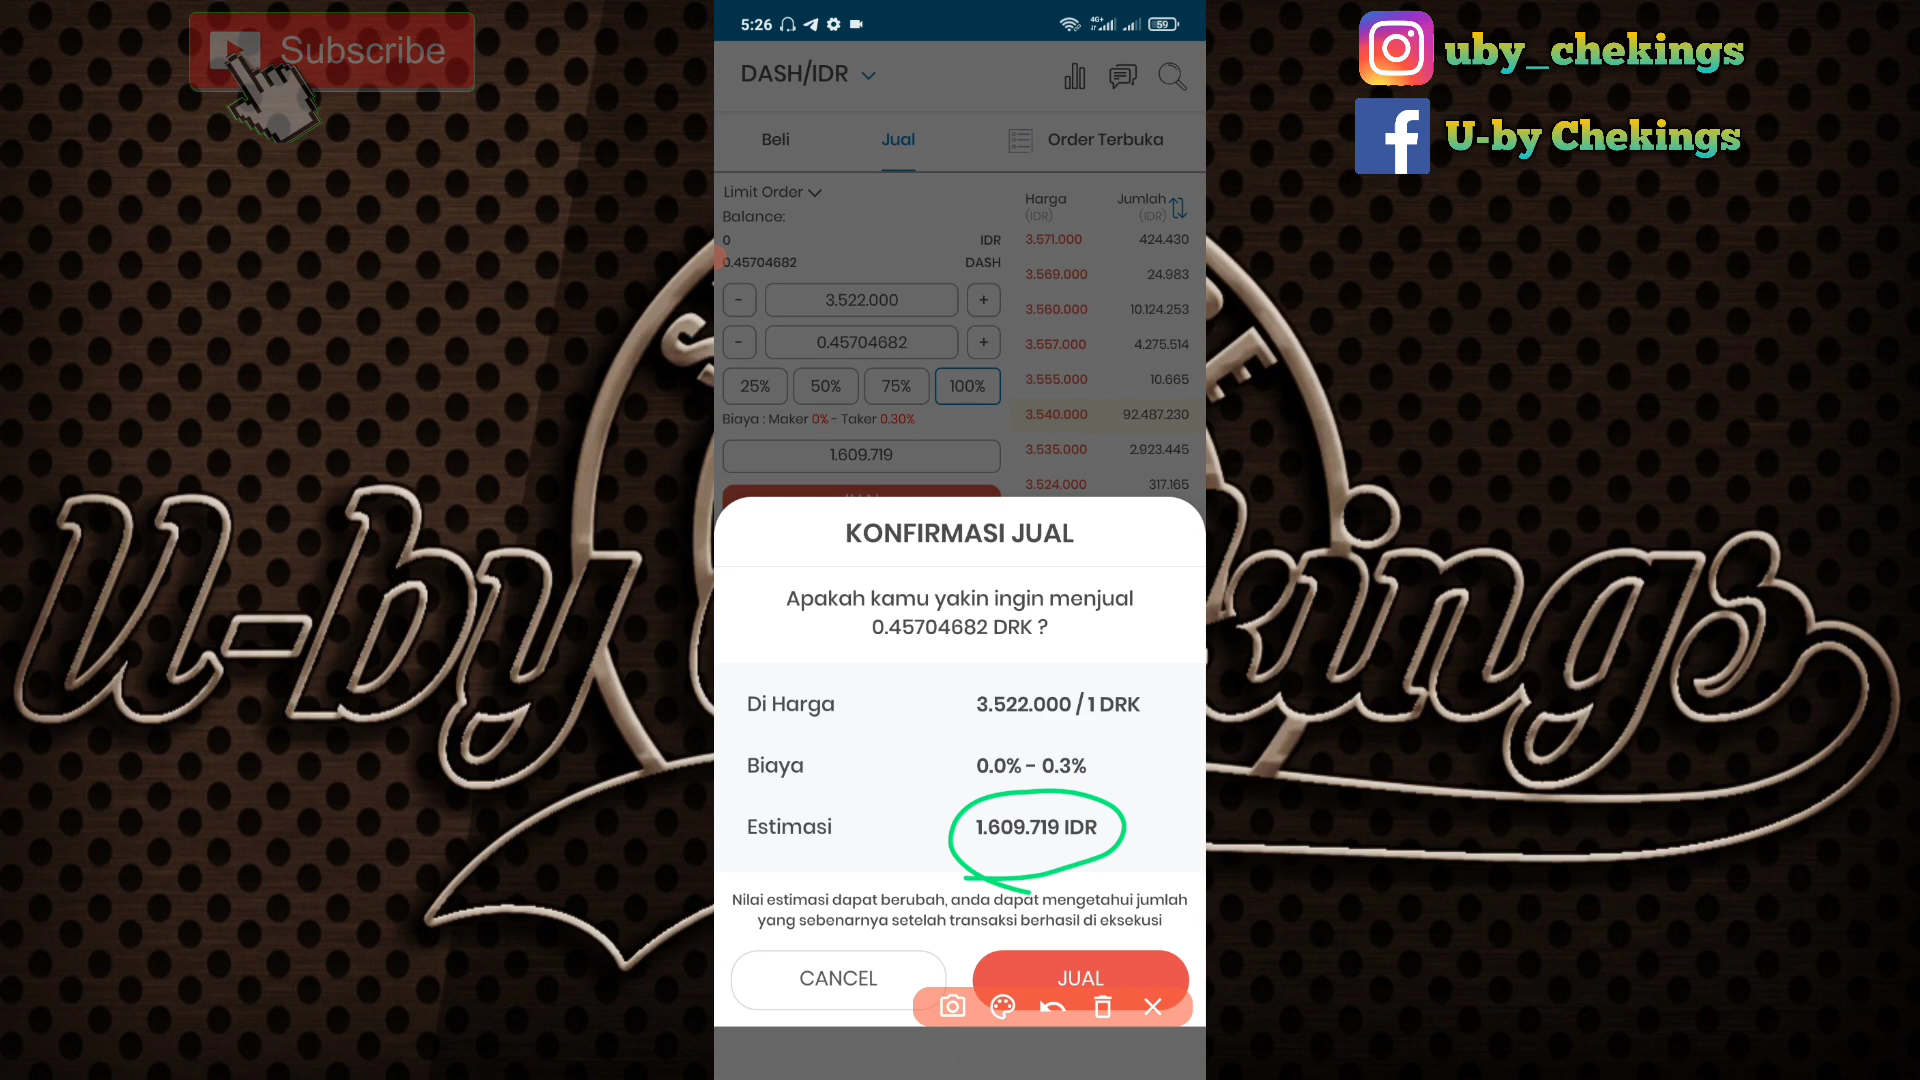 Subscribe
uby_chekings
U-by Chekings
5:26
4G+
59
DASH/IDR
Beli
Jual
Order Terbuka
Limit Order
Balance:
0 IDR
0.45704682 DASH
- 3.522.000 +
- 0.45704682 +
25% 50% 75% 100%
Biaya : Maker 0% - Taker 0.30%
1.609.719
Harga Jumlah
(IDR) (IDR)
3.571.000 424.430
3.569.000 24.983
3.560.000 10.124.253
3.557.000 4.275.514
3.555.000 10.665
3.540.000 92.487.230
3.535.000 2.923.445
3.524.000 317.165
KONFIRMASI JUAL
Apakah kamu yakin ingin menjual
0.45704682 DRK ?
Di Harga 3.522.000 / 1 DRK
Biaya 0.0% - 0.3%
Estimasi 1.609.719 IDR
Nilai estimasi dapat berubah, anda dapat mengetahui jumlah
yang sebenarnya setelah transaksi berhasil di eksekusi
CANCEL
JUAL